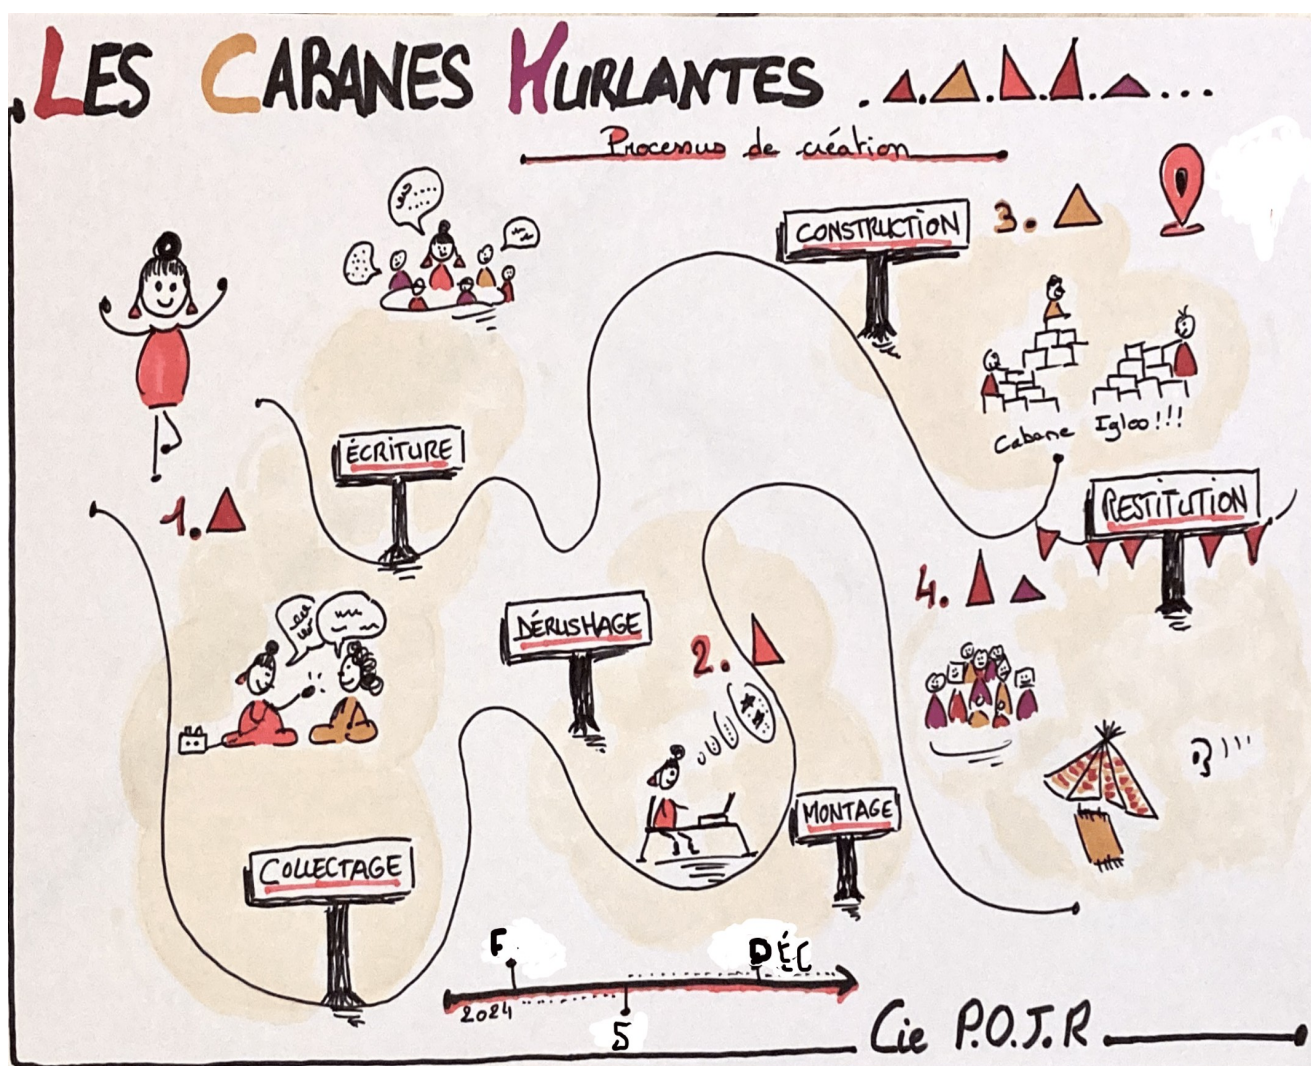 LES CABANES HURLANTES ...
Processus de création
CONSTRUCTION
3.
ÉCRITURE
1.
Cabane Igloo!!!
RESTITUTION
4.
DÉRUSHAGE
2.
MONTAGE
COLLECTAGE
F
DÉC
2024
5
Cie P.O.J.R